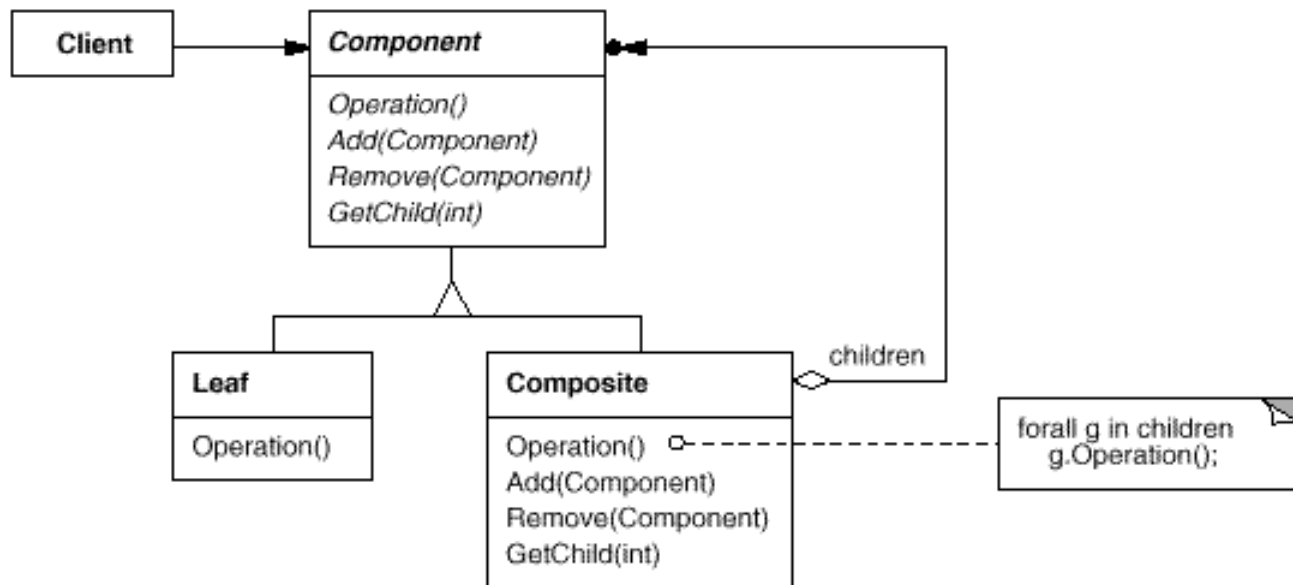 Client
Component
Operation()
Add(Component)
Remove(Component)
GetChild(int)
children
Leaf
Operation()
Composite
Operation()
Add(Component)
Remove(Component)
GetChild(int)
forall g in children
g.Operation();